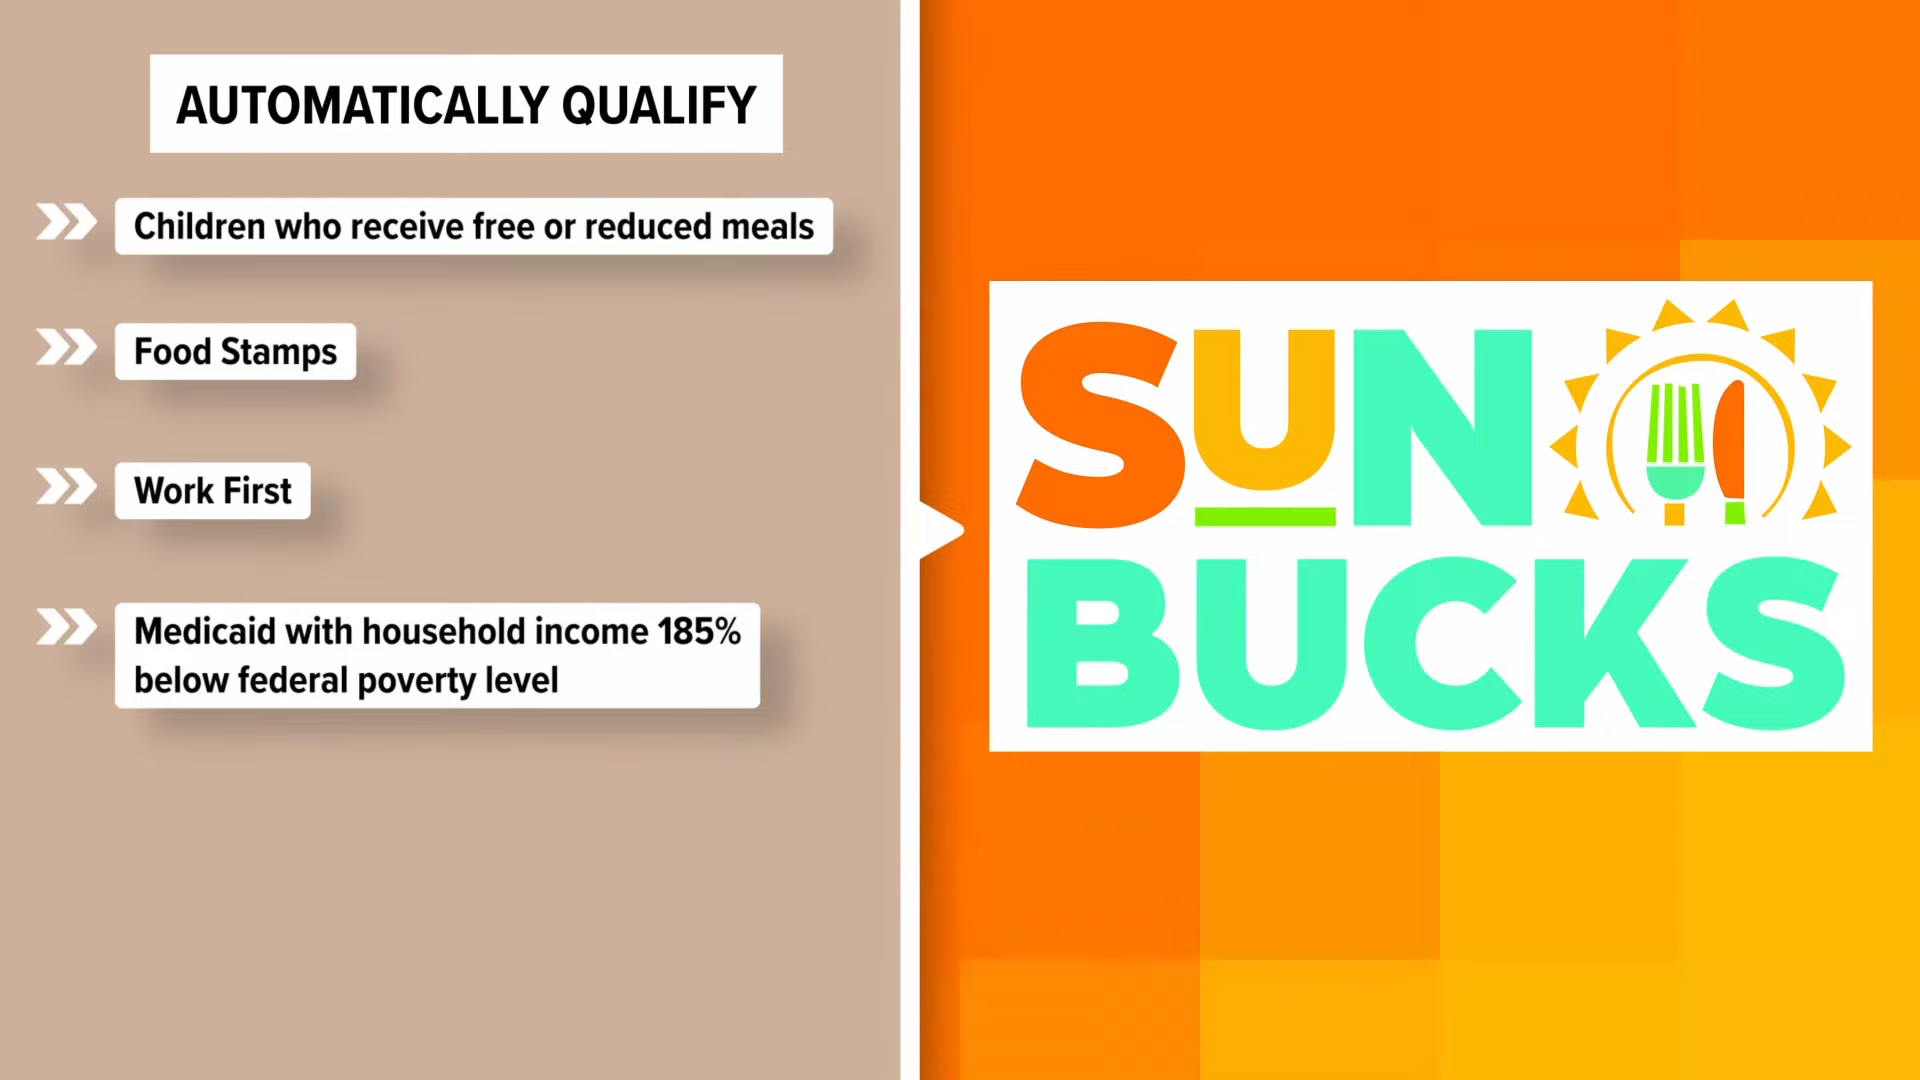 AUTOMATICALLY QUALIFY
Children who receive free or reduced meals
Food Stamps
Work First
Medicaid with household income 185%
below federal poverty level
SUN
BUCKS